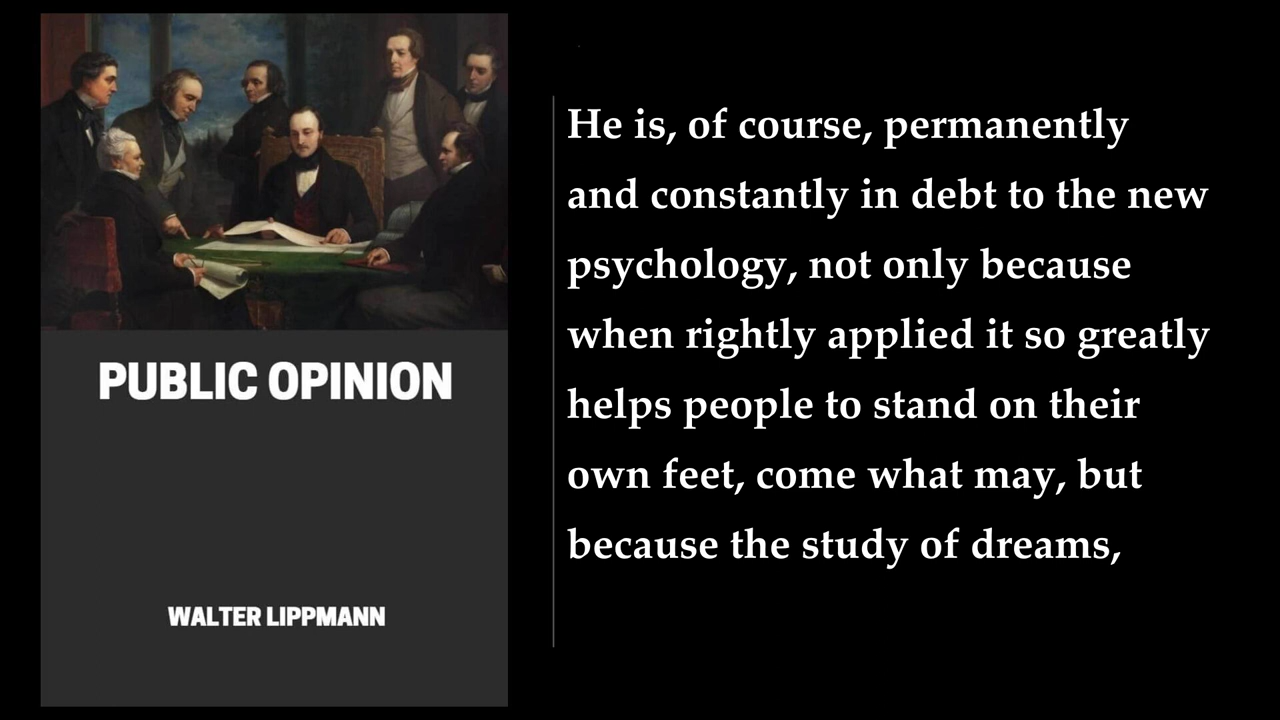 PUBLIC OPINION
WALTER LIPPMANN
He is, of course, permanently
and constantly in debt to the new
psychology, not only because
when rightly applied it so greatly
helps people to stand on their
own feet, come what may, but
because the study of dreams,